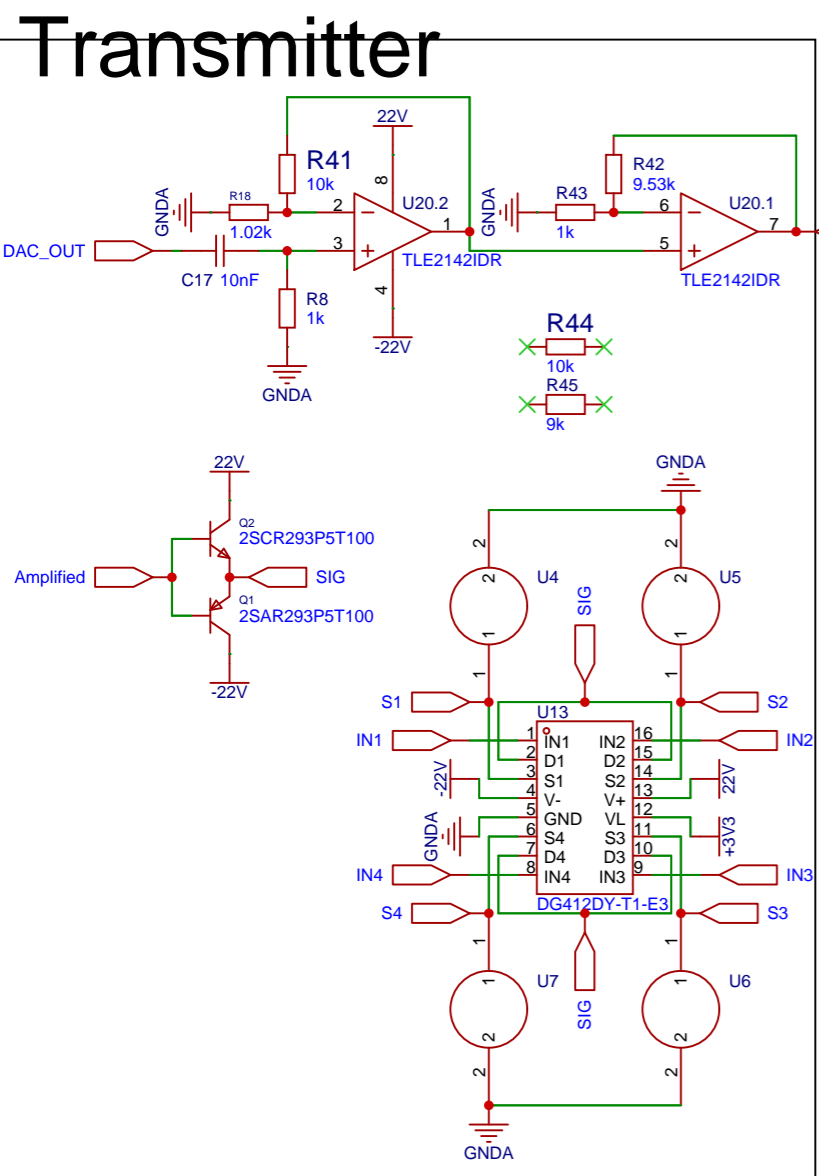 Transmitter
22V
R41
10k
8
R42
9.53k
GNDA
R18
1.02k
2
1
U20.2
GNDA
R43
1k
6
U20.1
7
DAC_OUT
C17 10nF
3
TLE2142IDR
5
TLE2142IDR
R8
1k
4
-22V
GNDA
R44
10k
R45
9k
22V
Q2
2SCR293P5T100
Amplified
SIG
Q1
2SAR293P5T100
-22V
GNDA
2
2
2
U4
2
U5
1
1
SIG
1
1
S1
S2
U13
IN1
1 IN1
IN2 16
IN2
2 D1
D2 15
3 S1
S2 14
-22V
4 V-
V+ 13
22V
5 GND
VL 12
GNDA
6 S4
S3 11
+3V3
7 D4
D3 10
IN4
8 IN4
IN3 9
IN3
S4
DG412DY-T1-E3
S3
1
1
1
U7
SIG
1
U6
2
2
2
2
GNDA